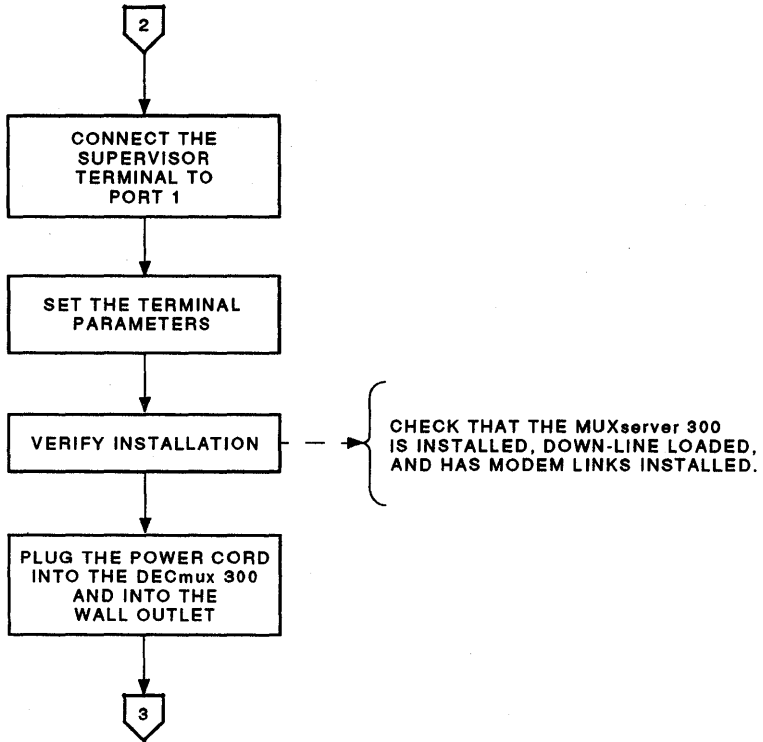 2
CONNECT THE
SUPERVISOR
TERMINAL TO
PORT 1
SET THE TERMINAL
PARAMETERS
VERIFY INSTALLATION
CHECK THAT THE MUXserver 300
IS INSTALLED, DOWN-LINE LOADED,
AND HAS MODEM LINKS INSTALLED.
PLUG THE POWER CORD
INTO THE DECmux 300
AND INTO THE
WALL OUTLET
3